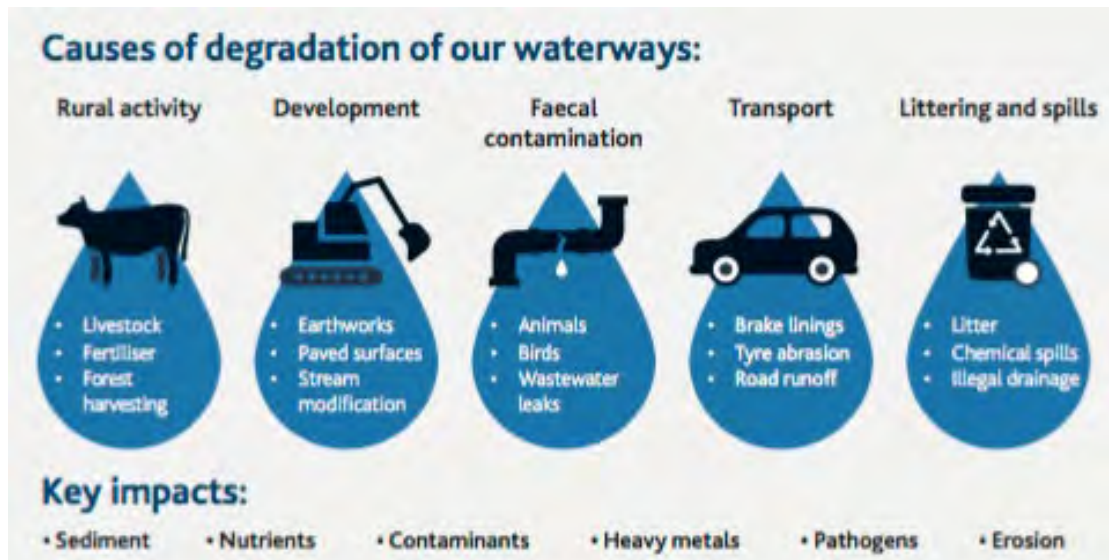 Causes of degradation of our waterways:
Rural activity
• Livestock
• Fertiliser
• Forest
harvesting
Development
• Earthworks
• Paved surfaces
• Stream
modification
Faecal
contamination
• Animals
• Birds
• Wastewater
leaks
Transport
• Brake linings
• Tyre abrasion
• Road runoff
Littering and spills
• Litter
• Chemical spills
• Illegal drainage
Key impacts:
• Sediment • Nutrients • Contaminants • Heavy metals • Pathogens • Erosion